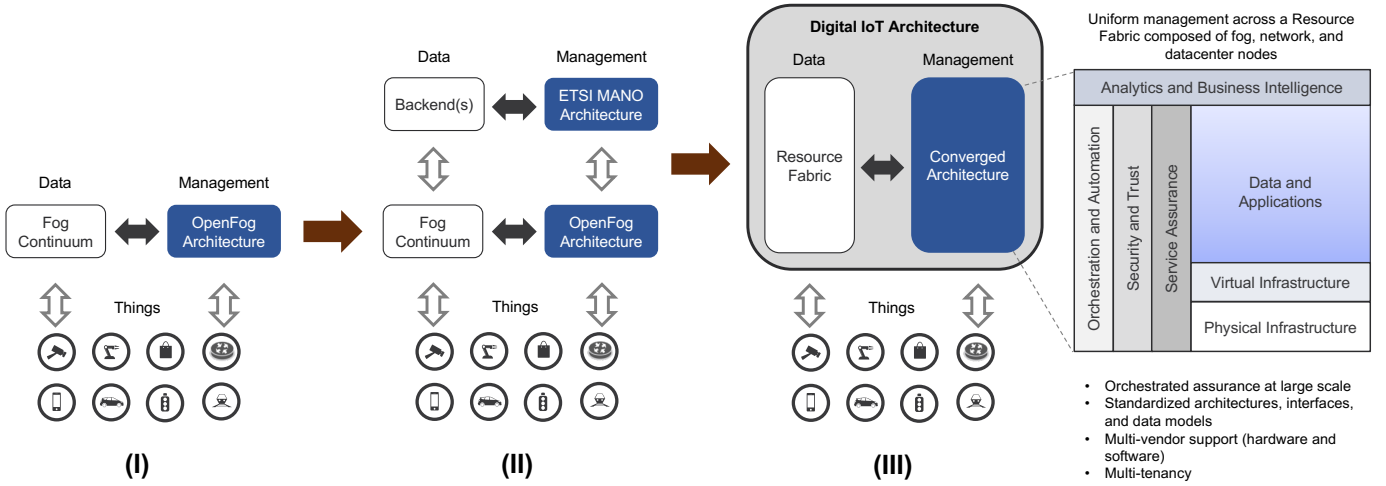 Data
Management
Fog
Continuum
OpenFog
Architecture
Things
(I)
Data
Management
Backend(s)
ETSI MANO
Architecture
Fog
Continuum
OpenFog
Architecture
Things
(II)
Digital IoT Architecture
Data
Management
Resource
Fabric
Converged
Architecture
Things
(III)
Uniform management across a Resource
Fabric composed of fog, network, and
datacenter nodes
Analytics and Business Intelligence
Orchestration and Automation
Security and Trust
Service Assurance
Data and
Applications
Virtual Infrastructure
Physical Infrastructure
• Orchestrated assurance at large scale
• Standardized architectures, interfaces,
and data models
• Multi-vendor support (hardware and
software)
• Multi-tenancy